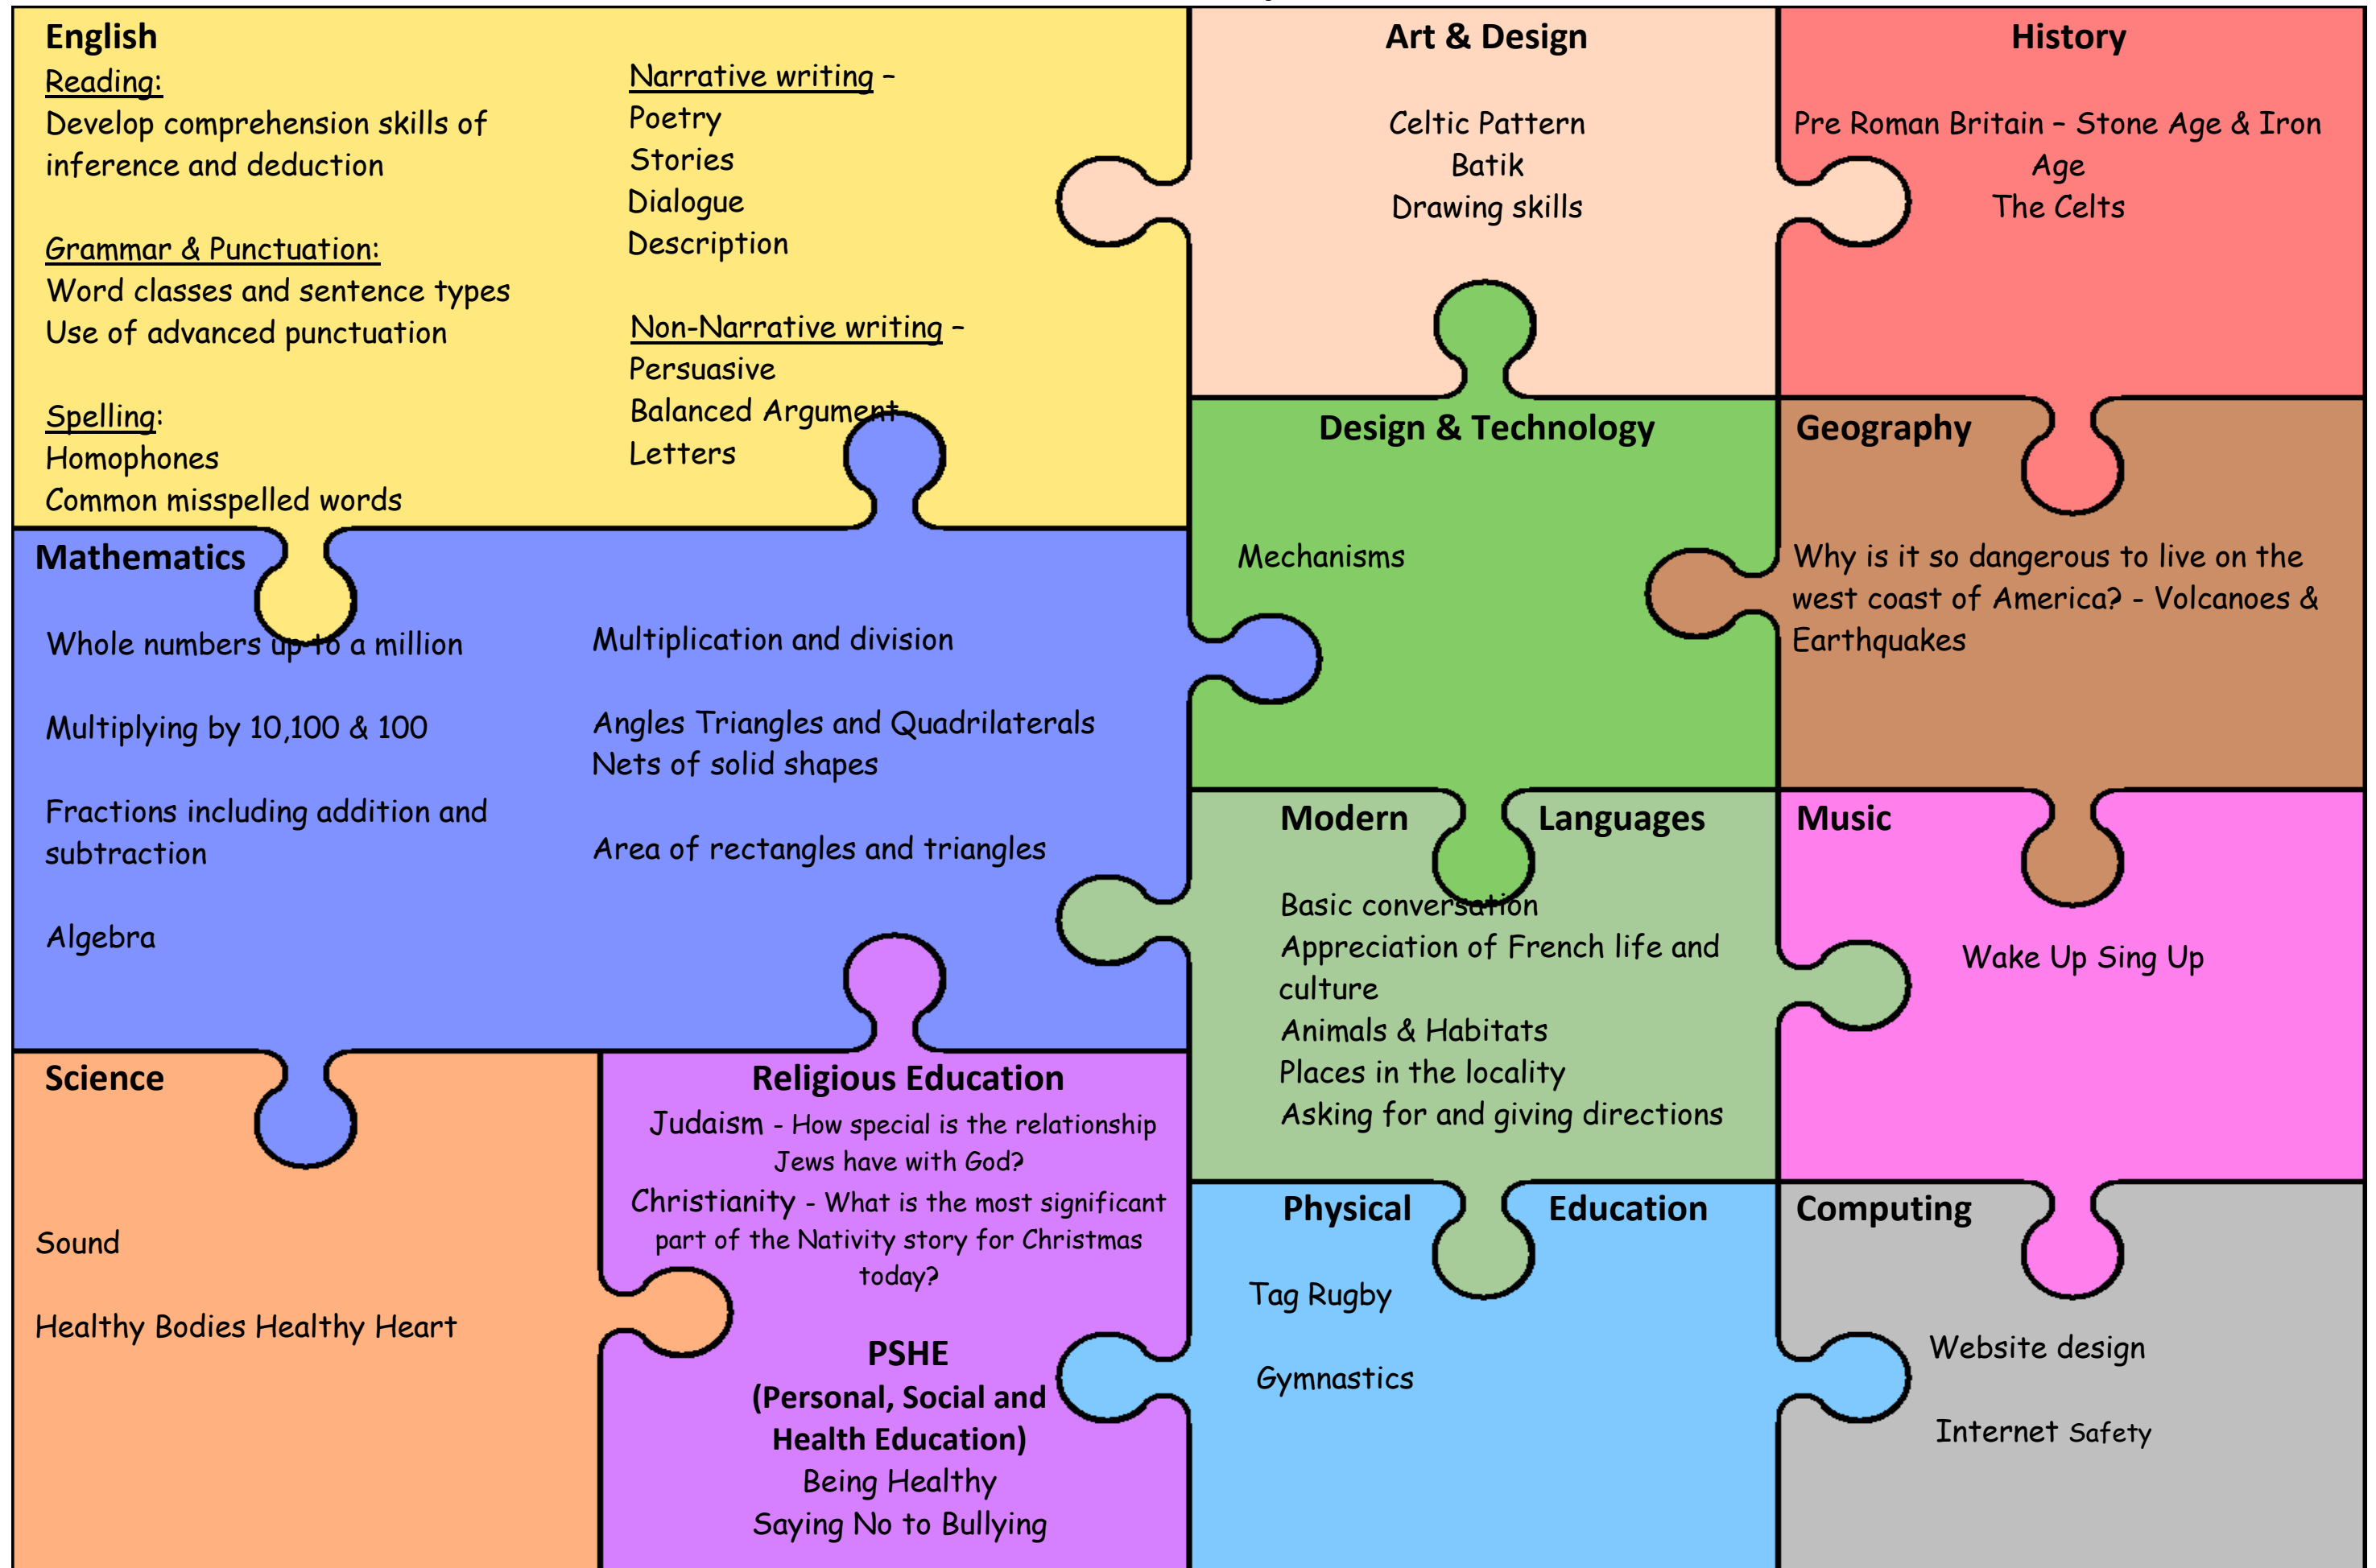 English
Reading:
Develop comprehension skills of
inference and deduction
Grammar & Punctuation:
Word classes and sentence types
Use of advanced punctuation
Spelling:
Homophones
Common misspelled words
Narrative writing –
Poetry
Stories
Dialogue
Description
Non-Narrative writing –
Persuasive
Balanced Argument
Letters
Art & Design
Celtic Pattern
Batik
Drawing skills
History
Pre Roman Britain – Stone Age & Iron
Age
The Celts
Mathematics
Whole numbers up to a million
Multiplying by 10,100 & 100
Fractions including addition and
subtraction
Algebra
Multiplication and division
Angles Triangles and Quadrilaterals
Nets of solid shapes
Area of rectangles and triangles
Design & Technology
Mechanisms
Geography
Why is it so dangerous to live on the
west coast of America? - Volcanoes &
Earthquakes
Modern Languages
Basic conversation
Appreciation of French life and
culture
Animals & Habitats
Places in the locality
Asking for and giving directions
Music
Wake Up Sing Up
Science
Sound
Healthy Bodies Healthy Heart
Religious Education
Judaism - How special is the relationship
Jews have with God?
Christianity - What is the most significant
part of the Nativity story for Christmas
today?
PSHE
(Personal, Social and
Health Education)
Being Healthy
Saying No to Bullying
Physical Education
Tag Rugby
Gymnastics
Computing
Website design
Internet Safety